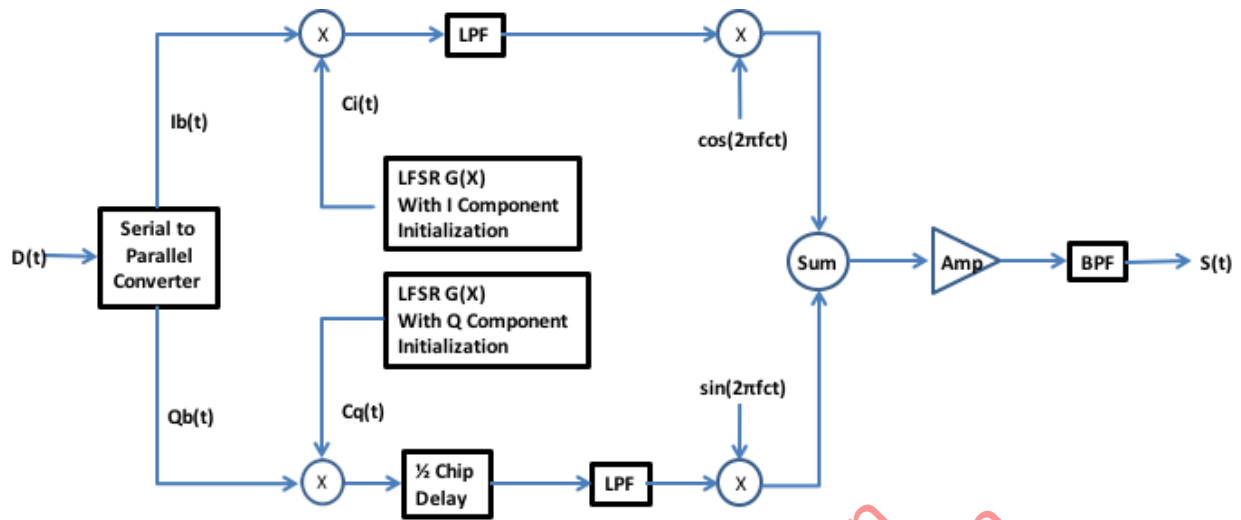 X
LPF
X
Ci(t)
Ib(t)
cos(2πfct)
LFSR G(X)
With I Component
Initialization
Serial to
Parallel
Converter
D(t)
Sum
Amp
BPF
S(t)
LFSR G(X)
With Q Component
Initialization
sin(2πfct)
Qb(t)
Cq(t)
X
½ Chip
Delay
LPF
X